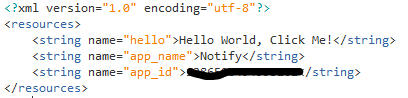 <?xml version="1.0" encoding="utf-8"?>
<resources>
<string name="hello">Hello World, Click Me!</string>
<string name="app_name">Notify</string>
<string name="app_id"> /string>
</resources>